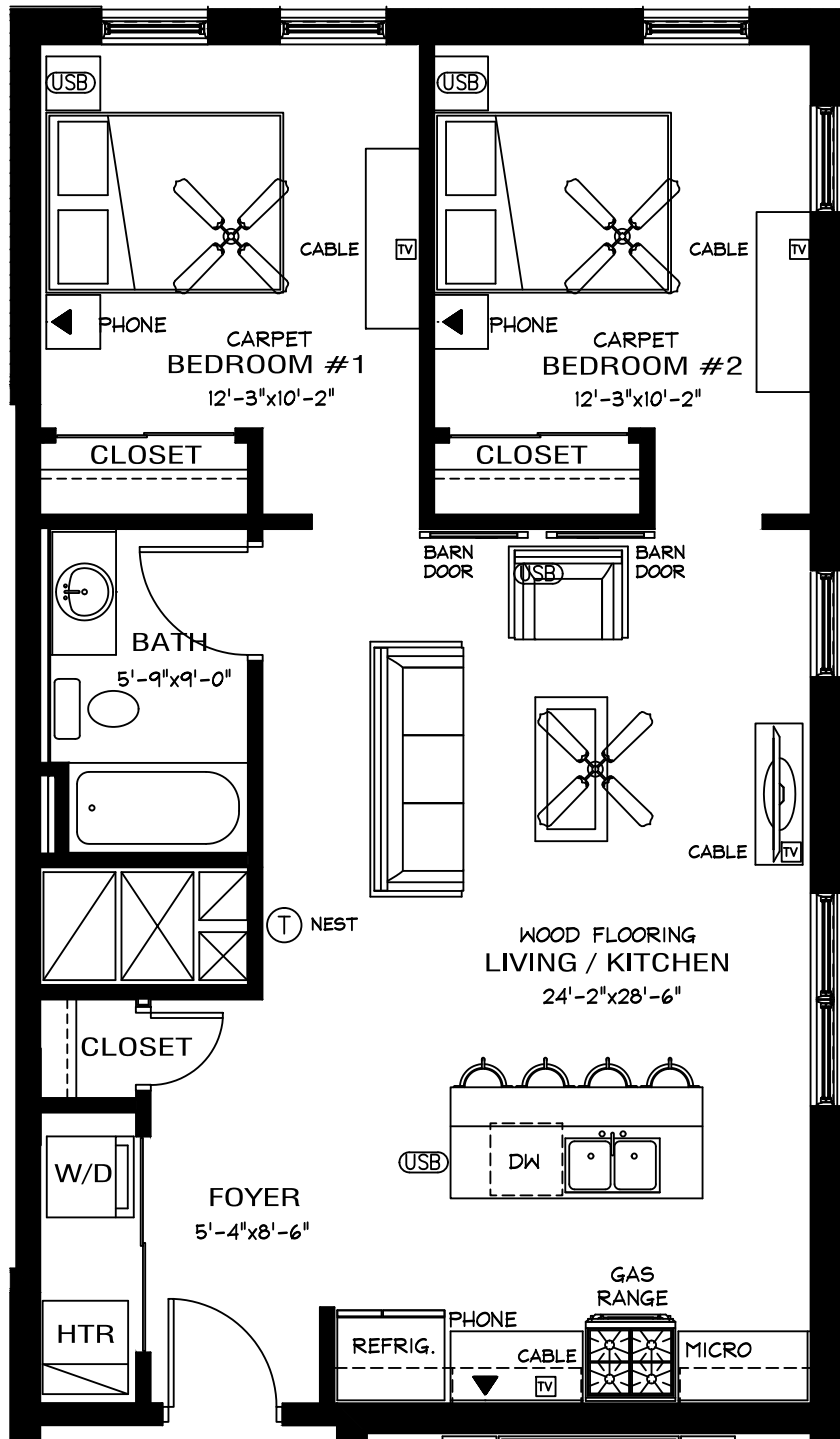 USB
USB
CABLE
TV
CABLE
TV
PHONE
PHONE
CARPET
BEDROOM #1
12'-3"x10'-2"
CARPET
BEDROOM #2
12'-3"x10'-2"
CLOSET
CLOSET
BARN
DOOR
USB
BARN
DOOR
BATH
5'-9"x9'-0"
CABLE
TV
T
NEST
WOOD FLOORING
LIVING / KITCHEN
24'-2"x28'-6"
CLOSET
W/D
USB
DW
FOYER
5'-4"x8'-6"
GAS
RANGE
HTR
REFRIG.
PHONE
CABLE
TV
MICRO